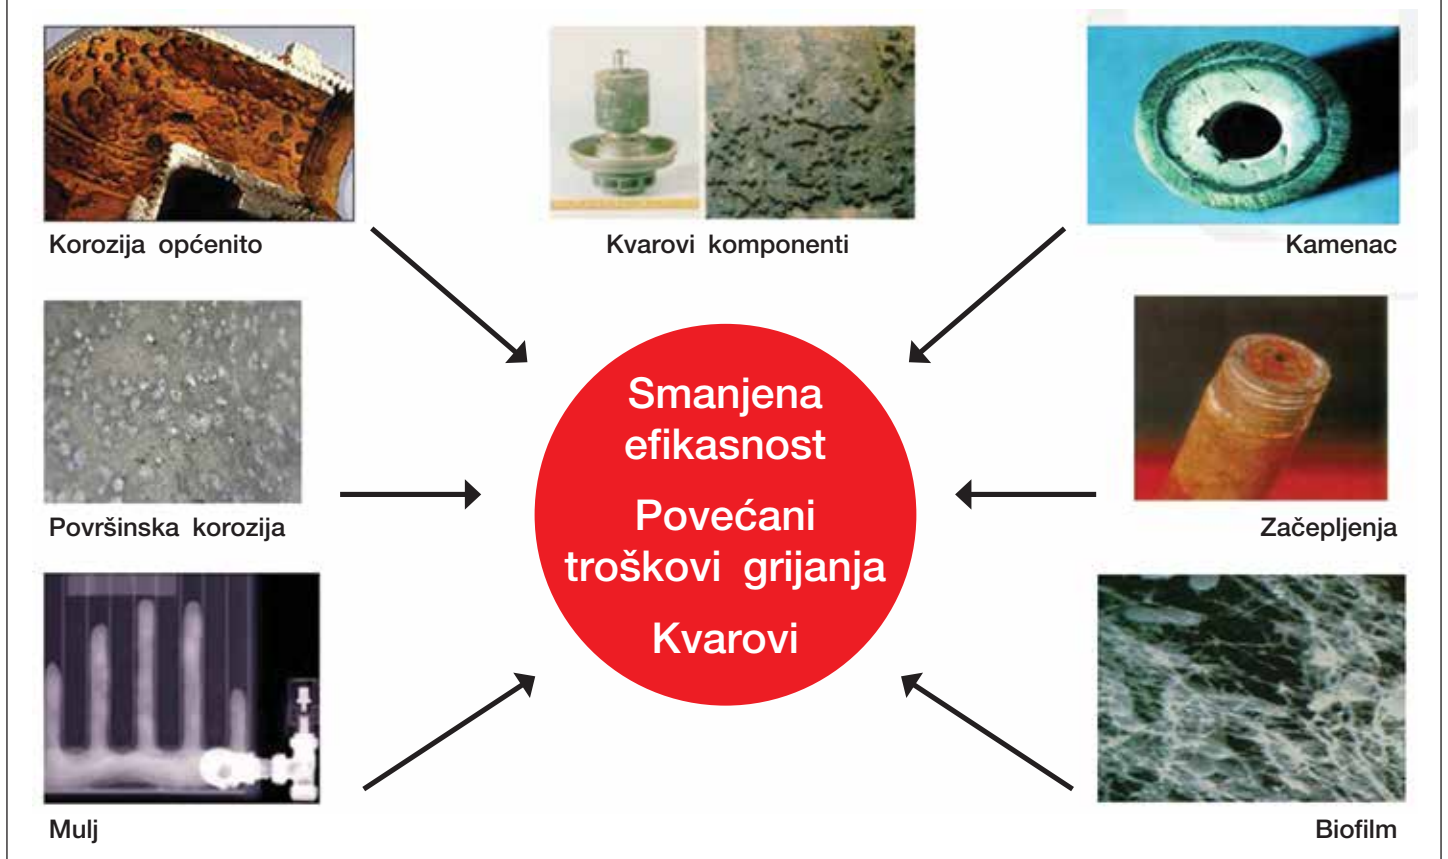 Korozija općenito
Kvarovi komponenti
Kamenac
Smanjena
efikasnost
Povećani
troškovi grijanja
Kvarovi
Površinska korozija
Začepljenja
Mulj
Biofilm